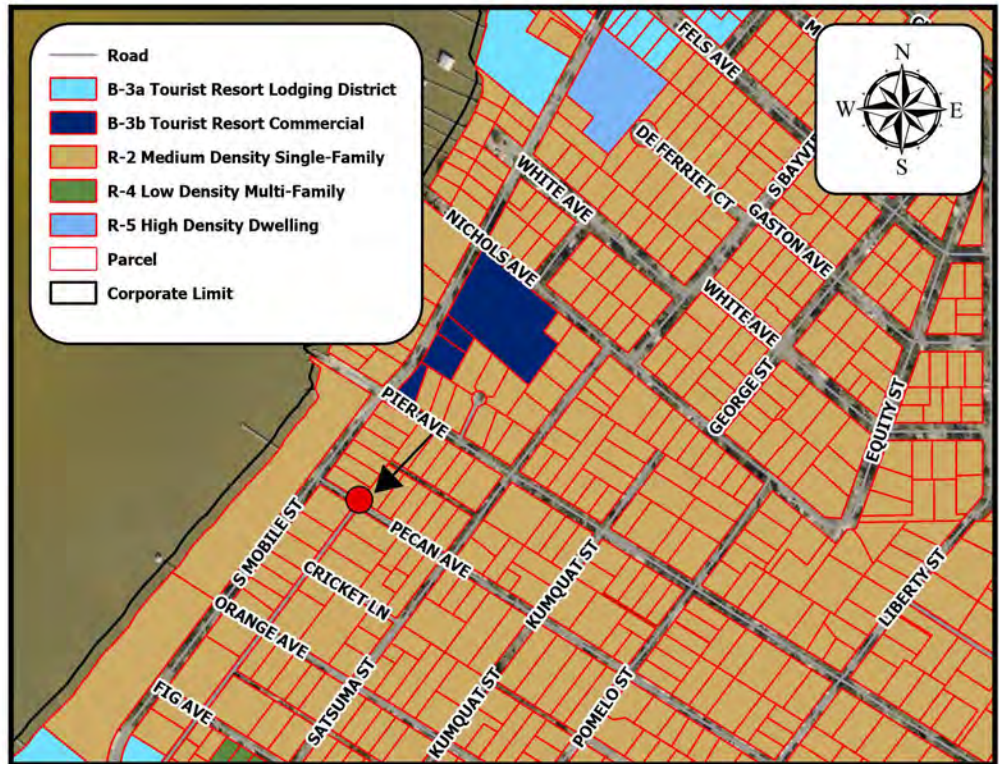 Road
B-3a Tourist Resort Lodging District
B-3b Tourist Resort Commercial
R-2 Medium Density Single-Family
R-4 Low Density Multi-Family
R-5 High Density Dwelling
Parcel
Corporate Limit
N
W E
S
FELS AVE
DE FERRIET CT
WHITE AVE
GASTON AVE
NICHOLS AVE
WHITE AVE
GEORGE ST
EQUITY ST
PIER AVE
S MOBILE ST
PECAN AVE
CRICKET LN
KUMQUAT ST
LIBERTY ST
ORANGE AVE
FIG AVE
SATSUMA ST
KUMQUAT ST
POMELO ST